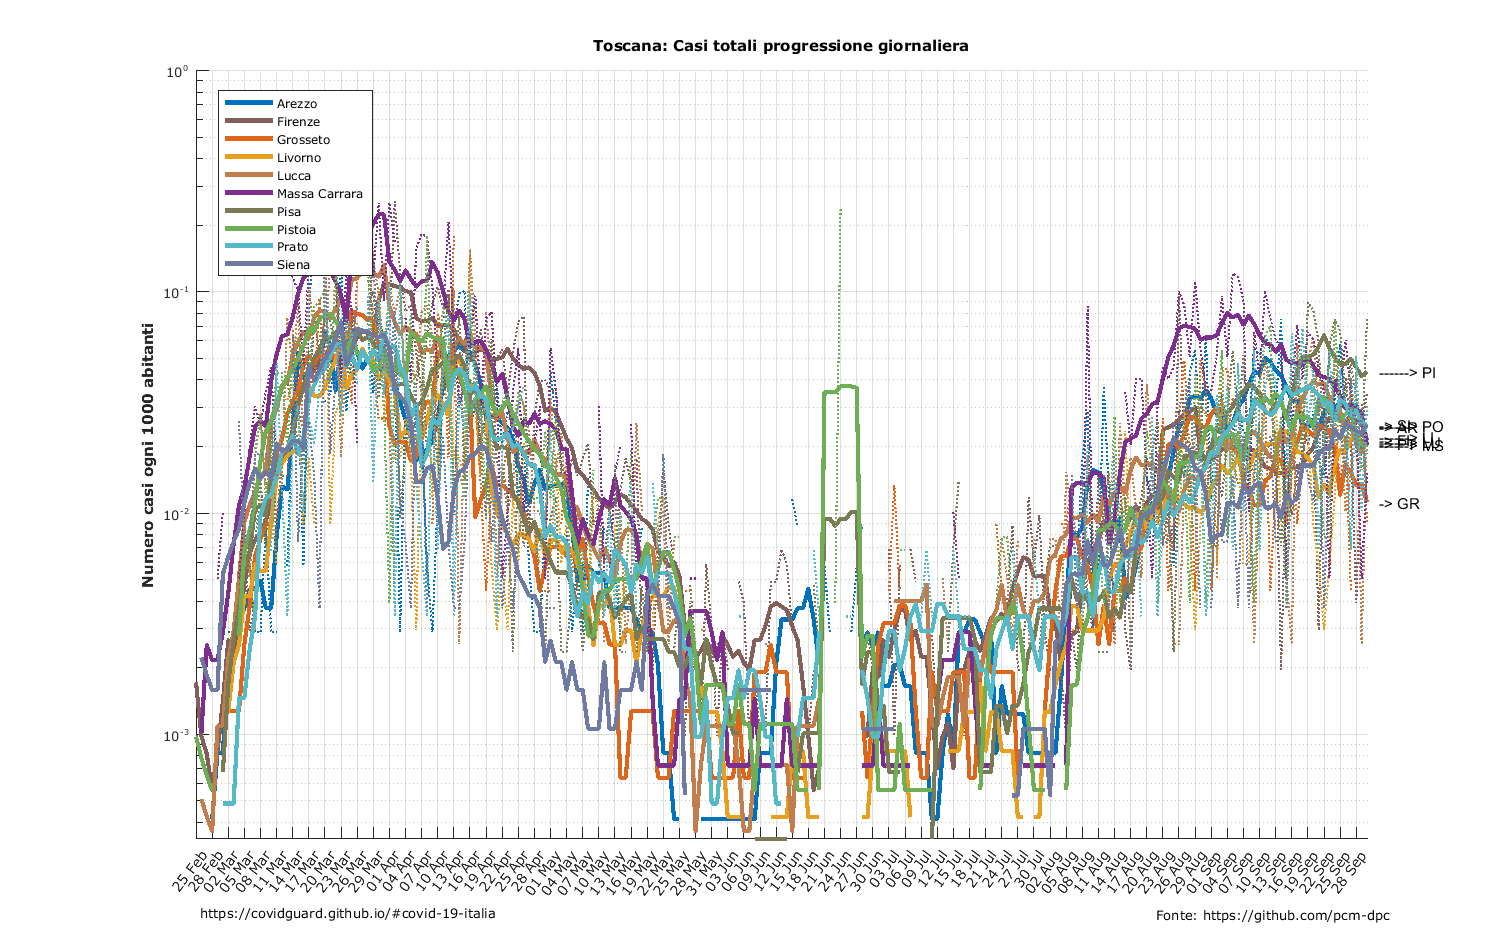 Toscana: Casi totali progressione giornaliera
Numero casi ogni 1000 abitanti
10⁰
10⁻¹
10⁻²
10⁻³
Arezzo
Firenze
Grosseto
Livorno
Lucca
Massa Carrara
Pisa
Pistoia
Prato
Siena
------> PI
PO
MS
-> GR
25 Feb
28 Feb
02 Mar
05 Mar
08 Mar
11 Mar
14 Mar
17 Mar
20 Mar
23 Mar
26 Mar
29 Mar
01 Apr
04 Apr
07 Apr
10 Apr
13 Apr
16 Apr
19 Apr
22 Apr
25 Apr
28 Apr
01 May
04 May
07 May
10 May
13 May
16 May
19 May
22 May
25 May
28 May
31 May
03 Jun
06 Jun
09 Jun
12 Jun
15 Jun
18 Jun
21 Jun
24 Jun
27 Jun
30 Jun
03 Jul
06 Jul
09 Jul
12 Jul
15 Jul
18 Jul
21 Jul
24 Jul
27 Jul
30 Jul
02 Aug
05 Aug
08 Aug
11 Aug
14 Aug
17 Aug
20 Aug
23 Aug
26 Aug
29 Aug
01 Sep
04 Sep
07 Sep
10 Sep
13 Sep
16 Sep
19 Sep
22 Sep
25 Sep
28 Sep
https://covidguard.github.io/#covid-19-italia
Fonte: https://github.com/pcm-dpc